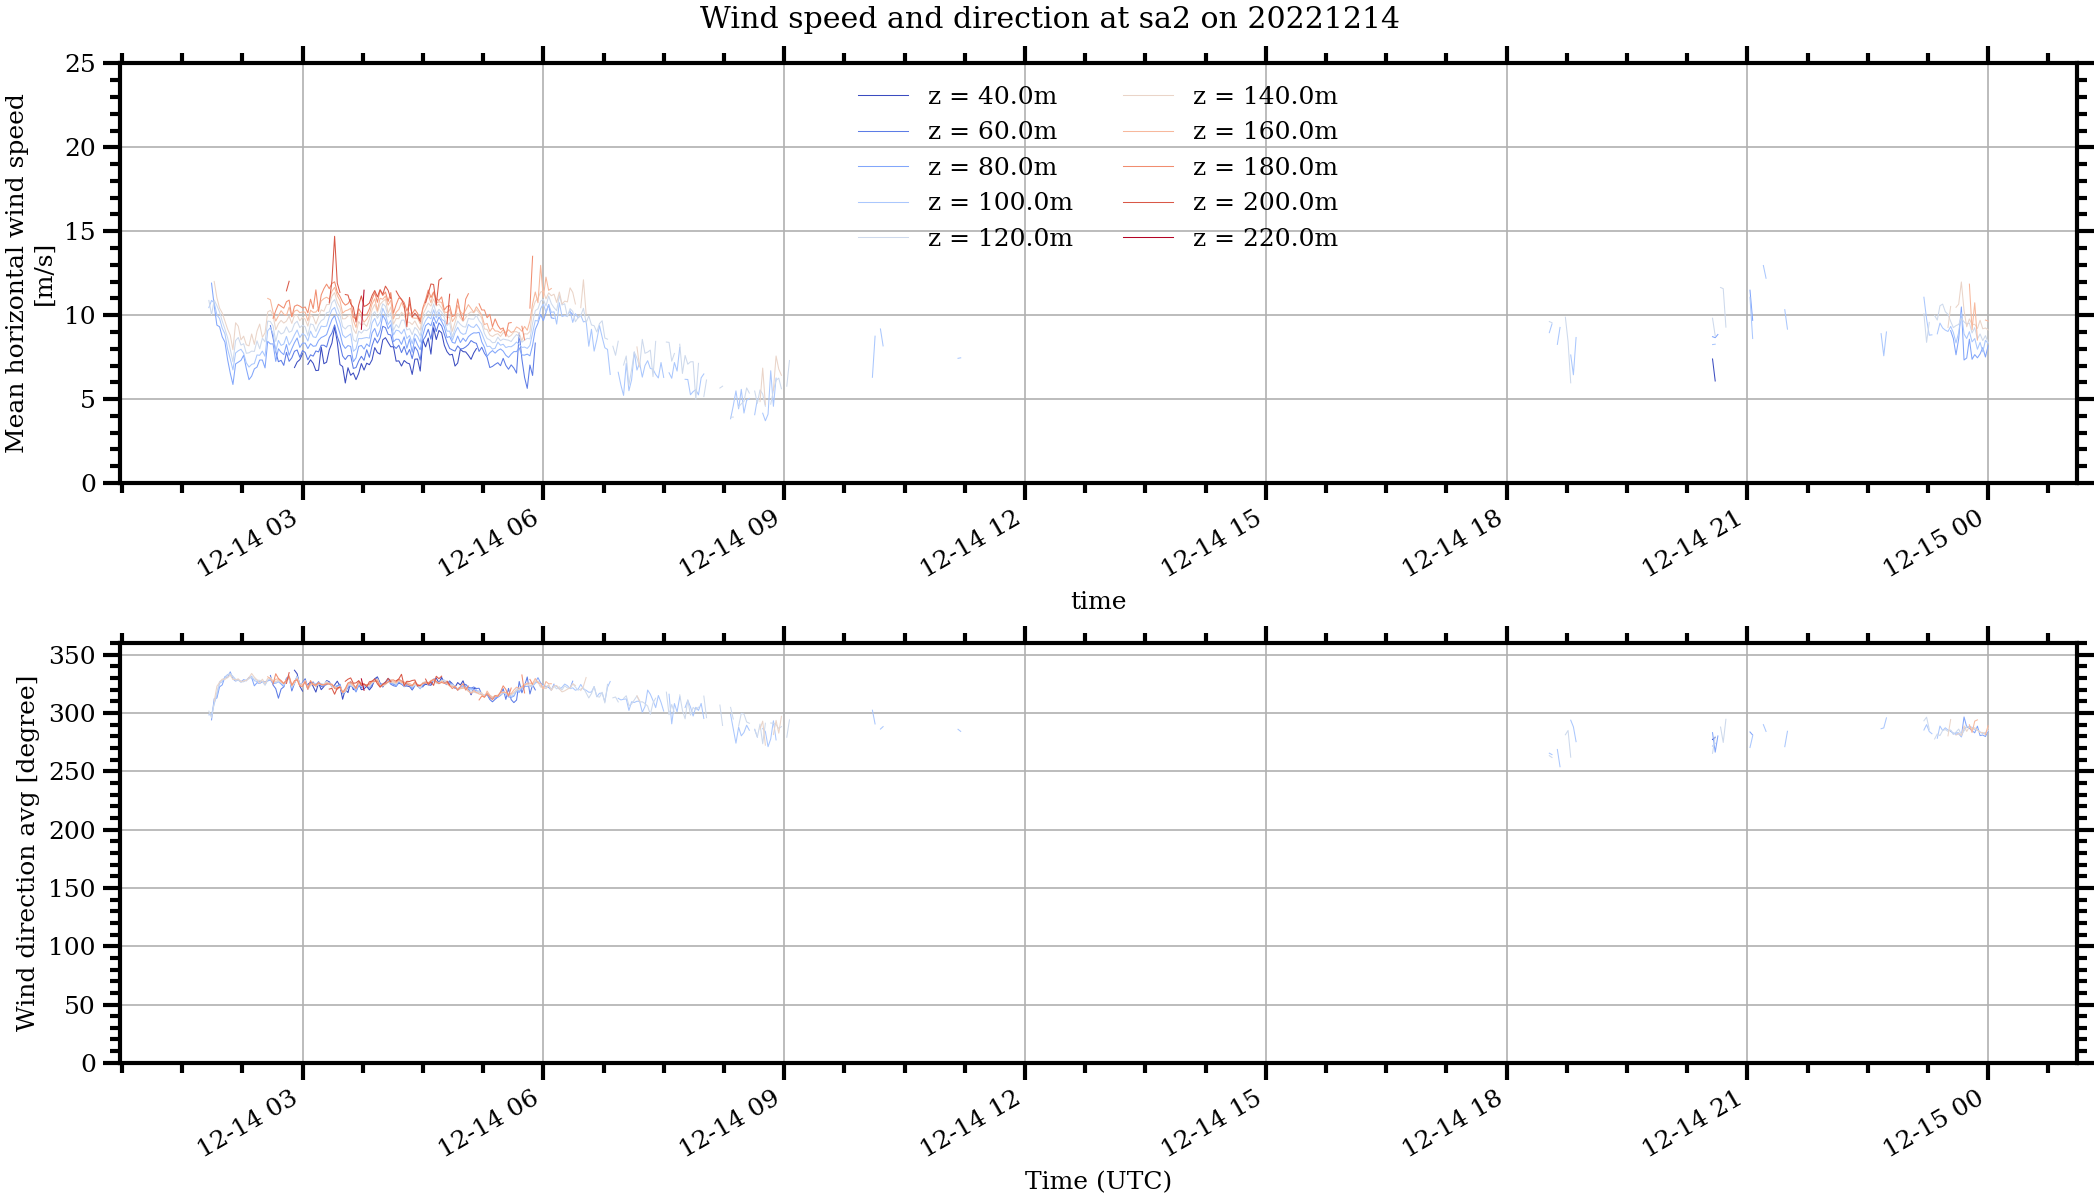 Wind speed and direction at sa2 on 20221214
Mean horizontal wind speed
[m/s]
25
20
15
10
5
0
z = 40.0m
z = 60.0m
z = 80.0m
z = 100.0m
z = 120.0m
z = 140.0m
z = 160.0m
z = 180.0m
z = 200.0m
z = 220.0m
12-14 03
12-14 06
12-14 09
12-14 12
12-14 15
12-14 18
12-14 21
12-15 00
time
Wind direction avg [degree]
350
300
250
200
150
100
50
0
12-14 03
12-14 06
12-14 09
12-14 12
12-14 15
12-14 18
12-14 21
12-15 00
Time (UTC)